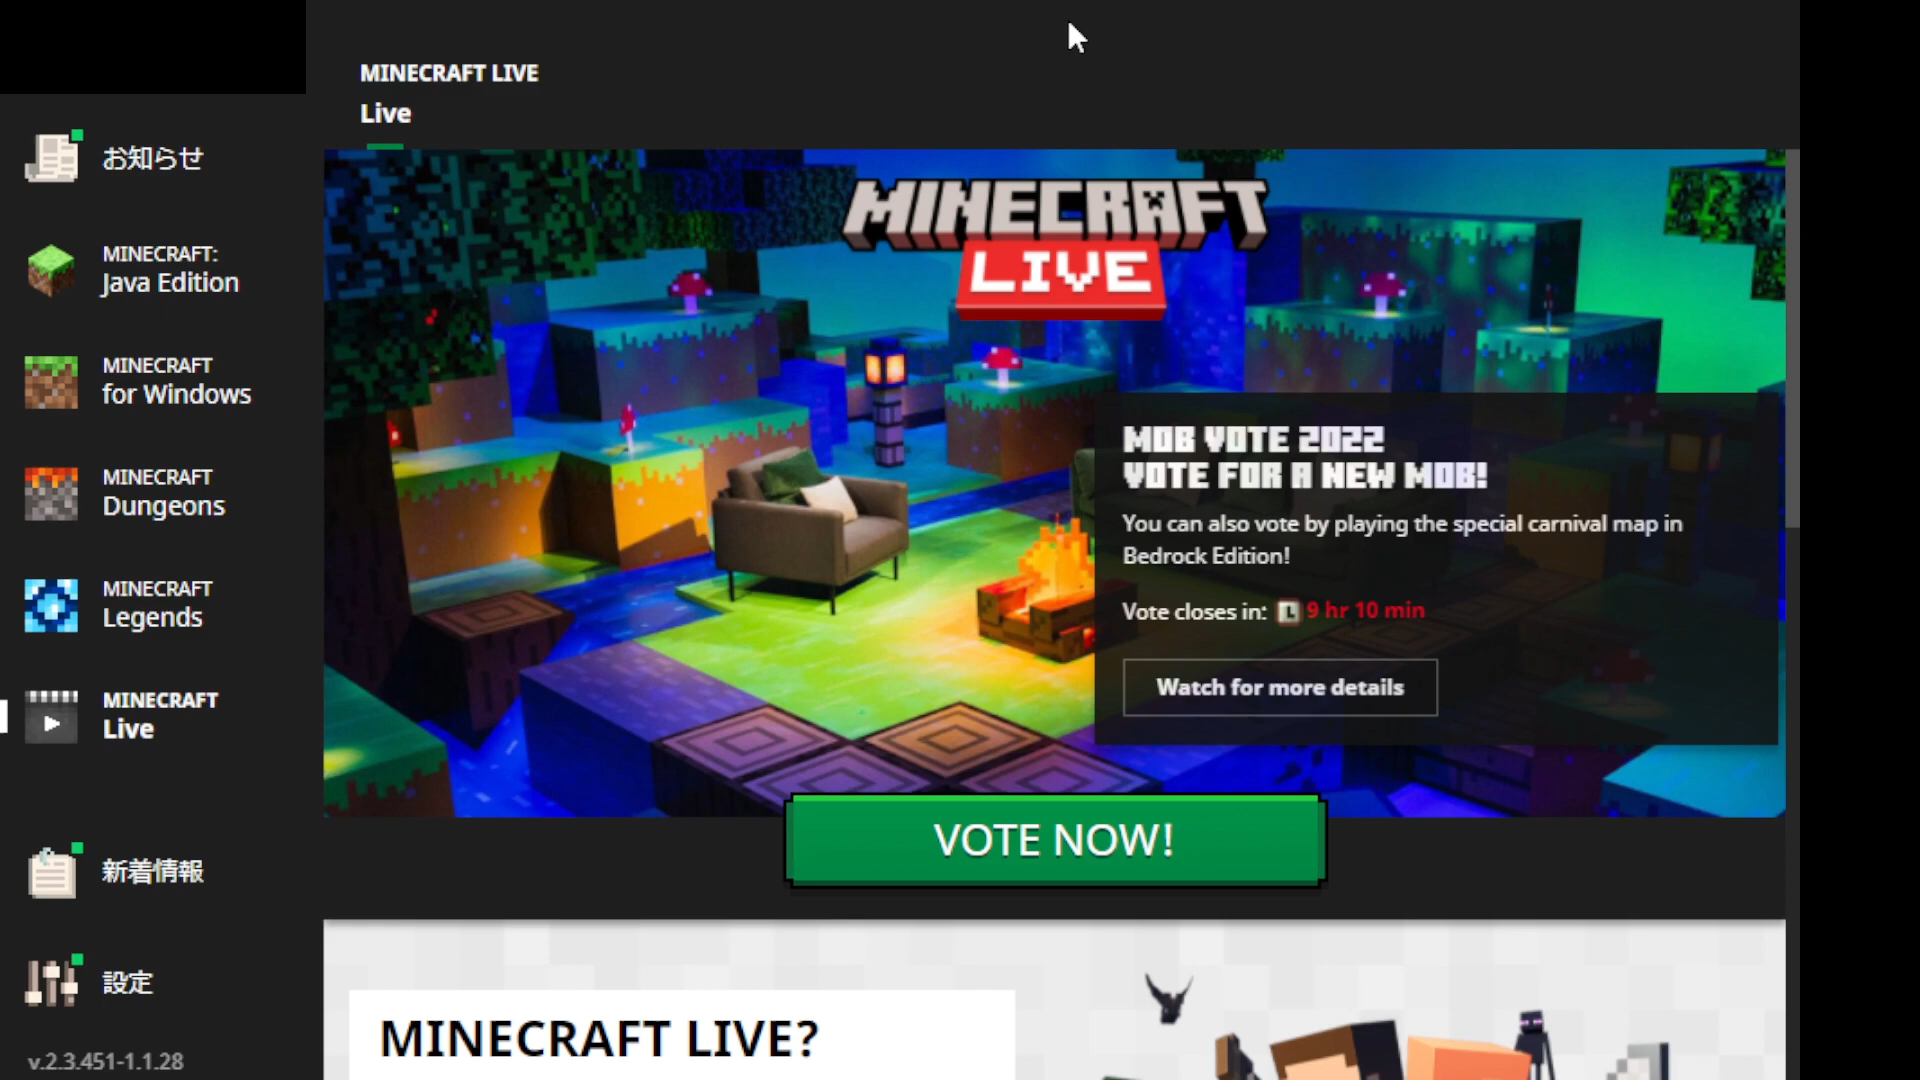 MINECRAFT LIVE
Live
お知らせ
MINECRAFT:
Java Edition
MINECRAFT
for Windows
MINECRAFT
Dungeons
MINECRAFT
Legends
MINECRAFT
Live
新着情報
設定
v.2.3.451-1.1.28
MINECRAFT
LIVE
MOB VOTE 2022
VOTE FOR A NEW MOB!
You can also vote by playing the special carnival map in
Bedrock Edition!
Vote closes in: 9 hr 10 min
Watch for more details
VOTE NOW!
MINECRAFT LIVE?